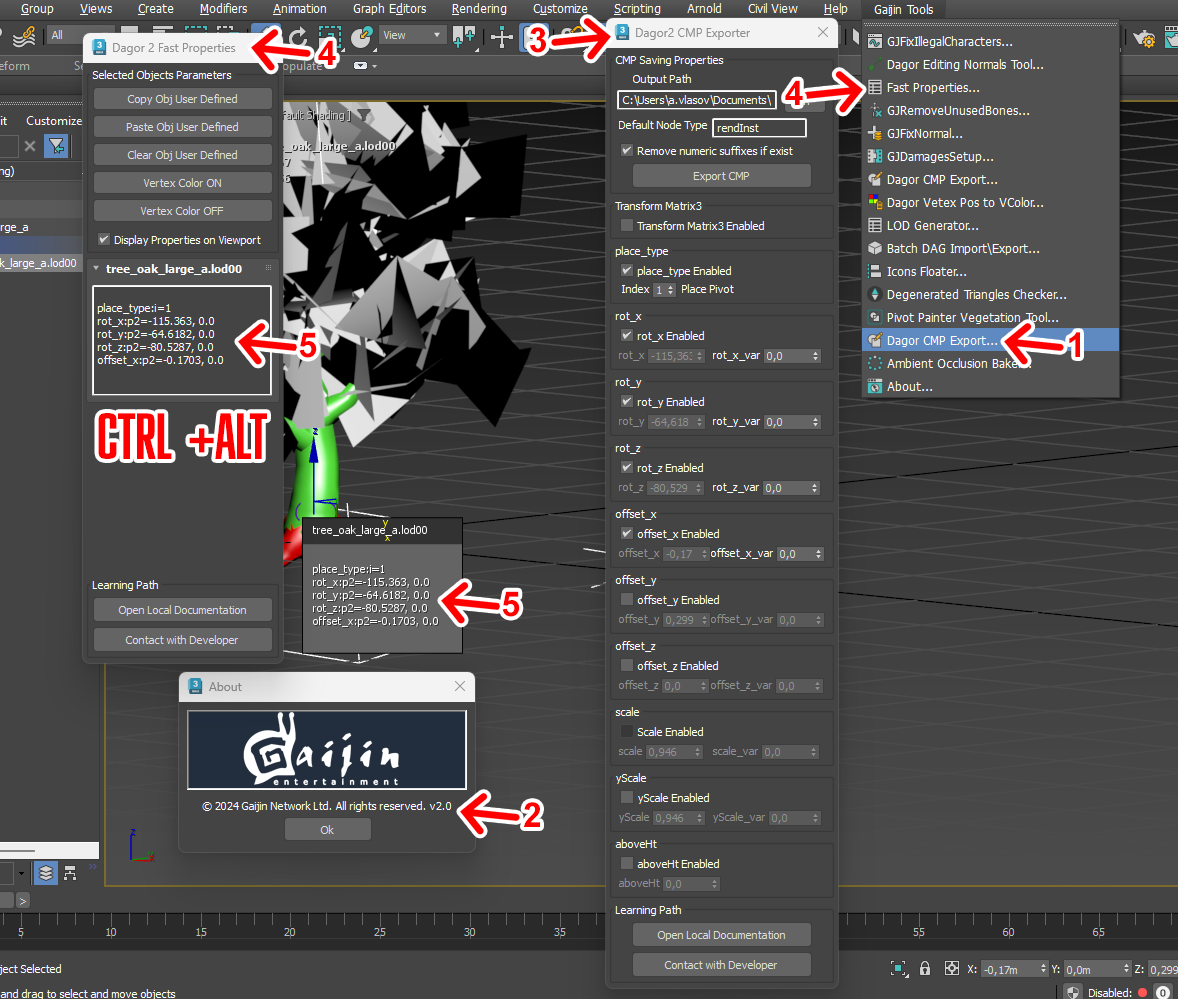 Group Views Create Modifiers Animation Graph Editors Rendering Customize Scripting Arnold Civil View Help Gaijin Tools
All
View
eform
opulate
Customize
rge_a
k_large_a.lod00
Dagor 2 Fast Properties
4
Selected Objects Parameters
Copy Obj User Defined
Paste Obj User Defined
Clear Obj User Defined
Vertex Color ON
Vertex Color OFF
Display Properties on Viewport
tree_oak_large_a.lod00
place_type:i=1
rot_x:p2=-115.363, 0.0
rot_y:p2=-64.6182, 0.0
rot_z:p2=-80.5287, 0.0
offset_x:p2=-0.1703, 0.0
5
CTRL +ALT
Learning Path
Open Local Documentation
Contact with Developer
fault Shading ]
_oak_large_a.lod00
z
y
x
tree_oak_large_a.lod00
place_type:i=1
rot_x:p2=-115.363, 0.0
rot_y:p2=-64.6182, 0.0
rot_z:p2=-80.5287, 0.0
offset_x:p2=-0.1703, 0.0
5
About
Gaijin
entertainment
© 2024 Gaijin Network Ltd. All rights reserved. v2.0
2
Ok
3
Dagor2 CMP Exporter
CMP Saving Properties
Output Path
C:\Users\a.vlasov\Documents\
4
Default Node Type rendInst
Remove numeric suffixes if exist
Export CMP
Transform Matrix3
Transform Matrix3 Enabled
place_type
place_type Enabled
Index 1 Place Pivot
rot_x
rot_x Enabled
rot_x -115,363 rot_x_var 0,0
rot_y
rot_y Enabled
rot_y -64,618 rot_y_var 0,0
rot_z
rot_z Enabled
rot_z -80,529 rot_z_var 0,0
offset_x
offset_x Enabled
offset_x -0,17 offset_x_var 0,0
offset_y
offset_y Enabled
offset_y 0,299 offset_y_var 0,0
offset_z
offset_z Enabled
offset_z 0,0 offset_z_var 0,0
scale
Scale Enabled
scale 0,946 scale_var 0,0
yScale
yScale Enabled
yScale 0,946 yScale_var 0,0
aboveHt
aboveHt Enabled
aboveHt 0,0
Learning Path
Open Local Documentation
Contact with Developer
GJFixIllegalCharacters...
Dagor Editing Normals Tool...
Fast Properties...
GJRemoveUnusedBones...
GJFixNormal...
GJDamagesSetup...
Dagor CMP Export...
Dagor Vetex Pos to VColor...
LOD Generator...
Batch DAG Import\Export...
Icons Floater...
Degenerated Triangles Checker...
Pivot Painter Vegetation Tool...
Dagor CMP Export...
1
Ambient Occlusion Baker
About...
z
x
5 10 15 20 25 30 35 55 60 65
ject Selected
and drag to select and move objects
X: -0,17m Y: 0,0m Z: 0,299
Disabled: 0